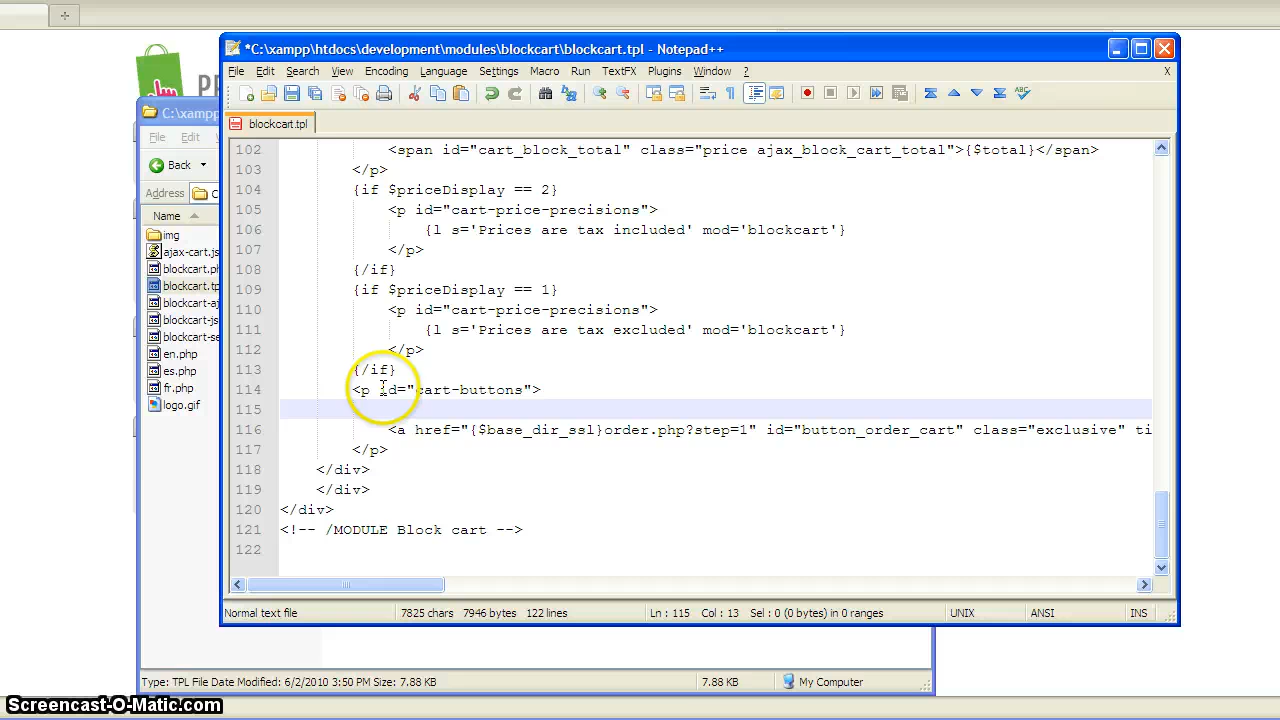 *C:\xampp\htdocs\development\modules\blockcart\blockcart.tpl - Notepad++
File Edit Search View Encoding Language Settings Macro Run TextFX Plugins Window ? X
blockcart.tpl
C:\xampp
File Edit
Back
Address C
Name
img
ajax-cart.js
blockcart.ph
blockcart.tp
blockcart-aj
blockcart-js
blockcart-se
en.php
es.php
fr.php
logo.gif
102 <span id="cart_block_total" class="price ajax_block_cart_total">{$total}</span>
103 </p>
104 {if $priceDisplay == 2}
105 <p id="cart-price-precisions">
106 {l s='Prices are tax included' mod='blockcart'}
107 </p>
108 {/if}
109 {if $priceDisplay == 1}
110 <p id="cart-price-precisions">
111 {l s='Prices are tax excluded' mod='blockcart'}
112 </p>
113 {/if}
114 <p id="cart-buttons">
115
116 <a href="{$base_dir_ssl}order.php?step=1" id="button_order_cart" class="exclusive" ti
117 </p>
118 </div>
119 </div>
120 </div>
121 <!-- /MODULE Block cart -->
122
Normal text file 7825 chars 7946 bytes 122 lines Ln : 115 Col : 13 Sel : 0 (0 bytes) in 0 ranges UNIX ANSI INS
Type: TPL File Date Modified: 6/2/2010 3:50 PM Size: 7.88 KB 7.88 KB My Computer
Screencast-O-Matic.com